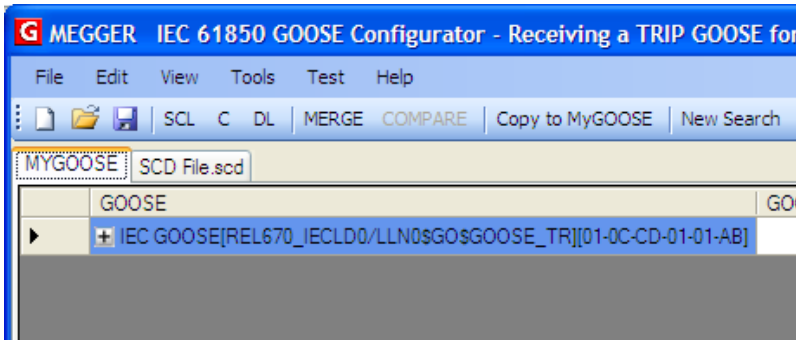 G MEGGER IEC 61850 GOOSE Configurator - Receiving a TRIP GOOSE for
File Edit View Tools Test Help
SCL C DL MERGE COMPARE Copy to MyGOOSE New Search
MYGOOSE SCD File.scd
GOOSE GO
IEC GOOSE[REL670_IECLD0/LLN0$GO$GOOSE_TR][01-0C-CD-01-01-AB]